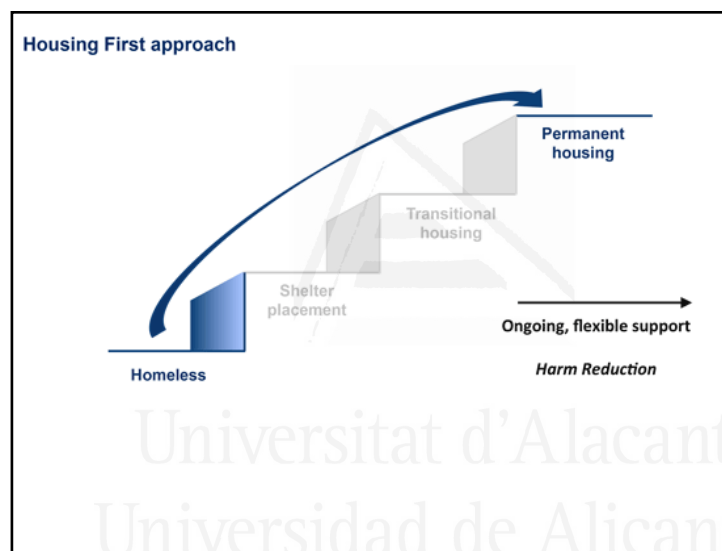 Housing First approach
Permanent
housing
Transitional
housing
Shelter
placement
Ongoing, flexible support
Homeless
Harm Reduction
Universitat d'Alacant
Universidad de Alican